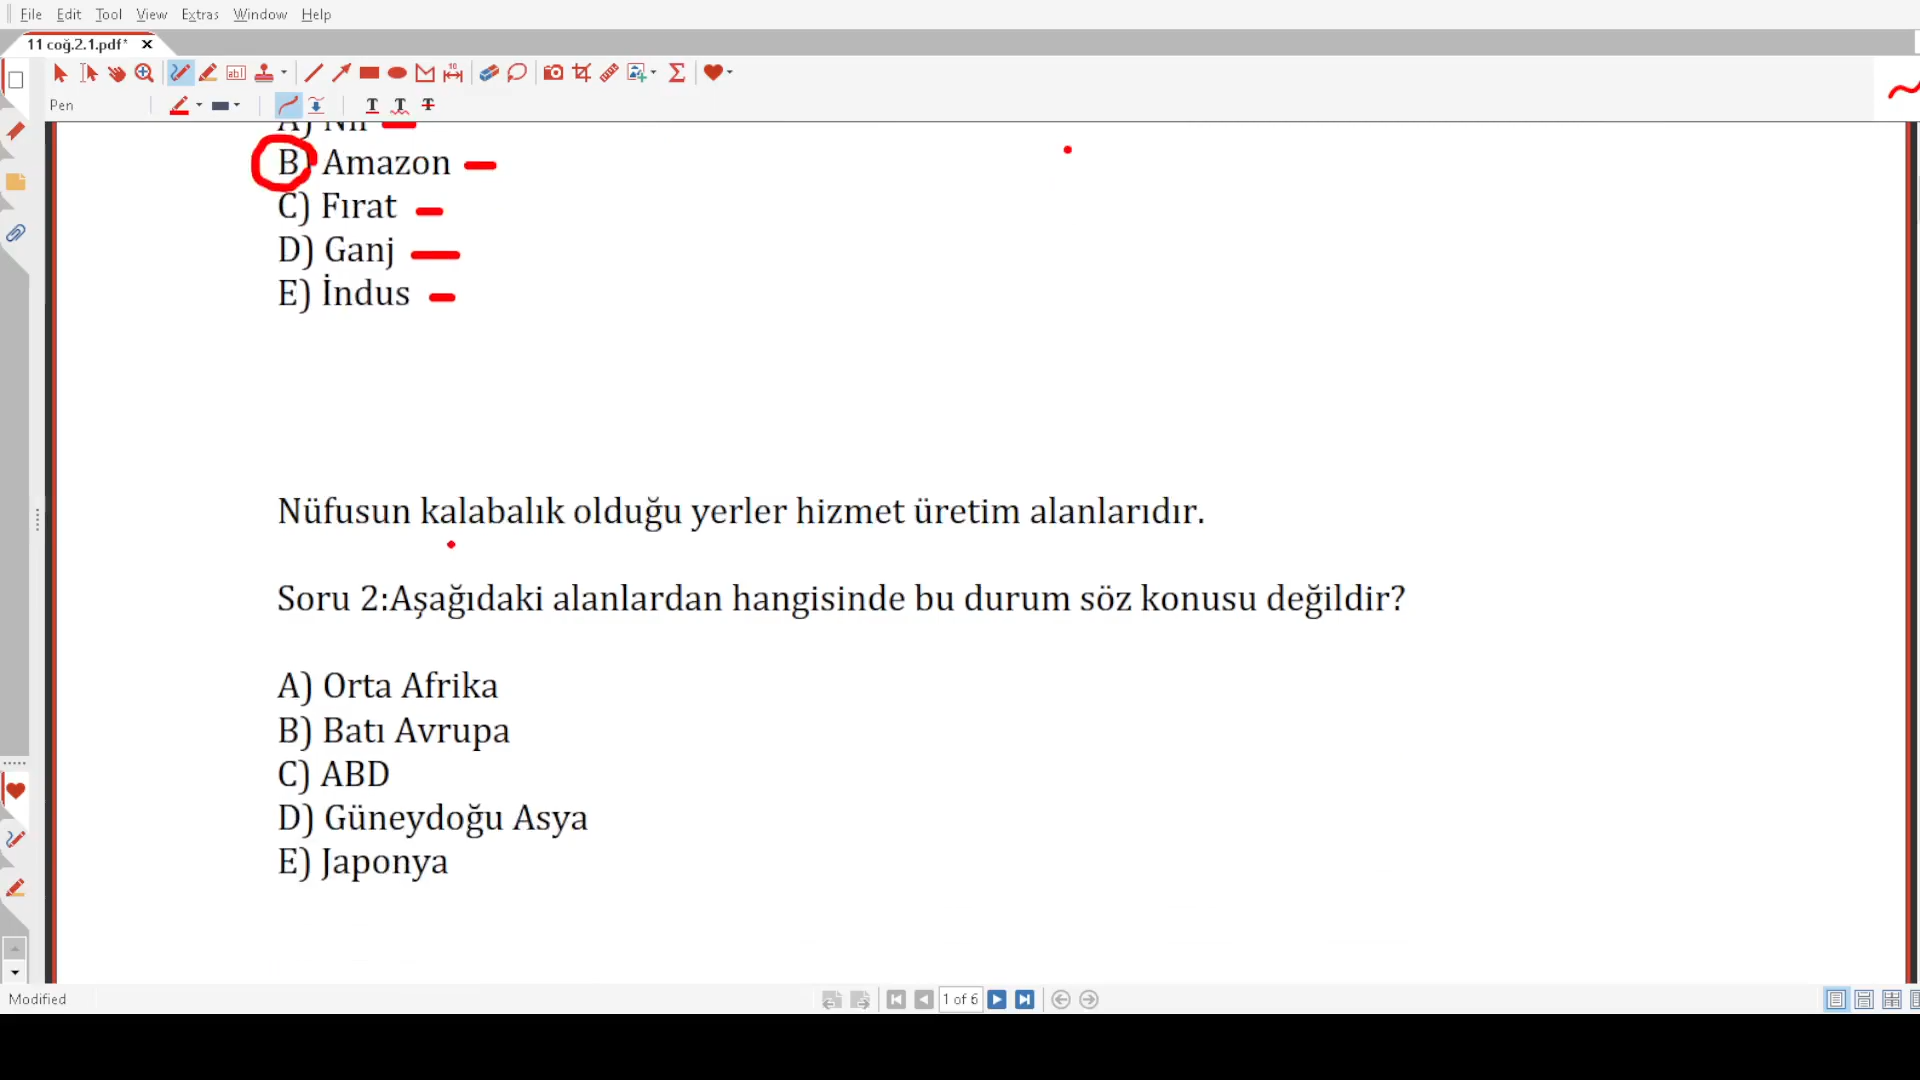 File Edit Tool View Extras Window Help
11 coğ.2.1.pdf*
Pen
A) Nil
B) Amazon
C) Fırat
D) Ganj
E) İndus
Nüfusun kalabalık olduğu yerler hizmet üretim alanlarıdır.
Soru 2:Aşağıdaki alanlardan hangisinde bu durum söz konusu değildir?
A) Orta Afrika
B) Batı Avrupa
C) ABD
D) Güneydoğu Asya
E) Japonya
Modified
1 of 6